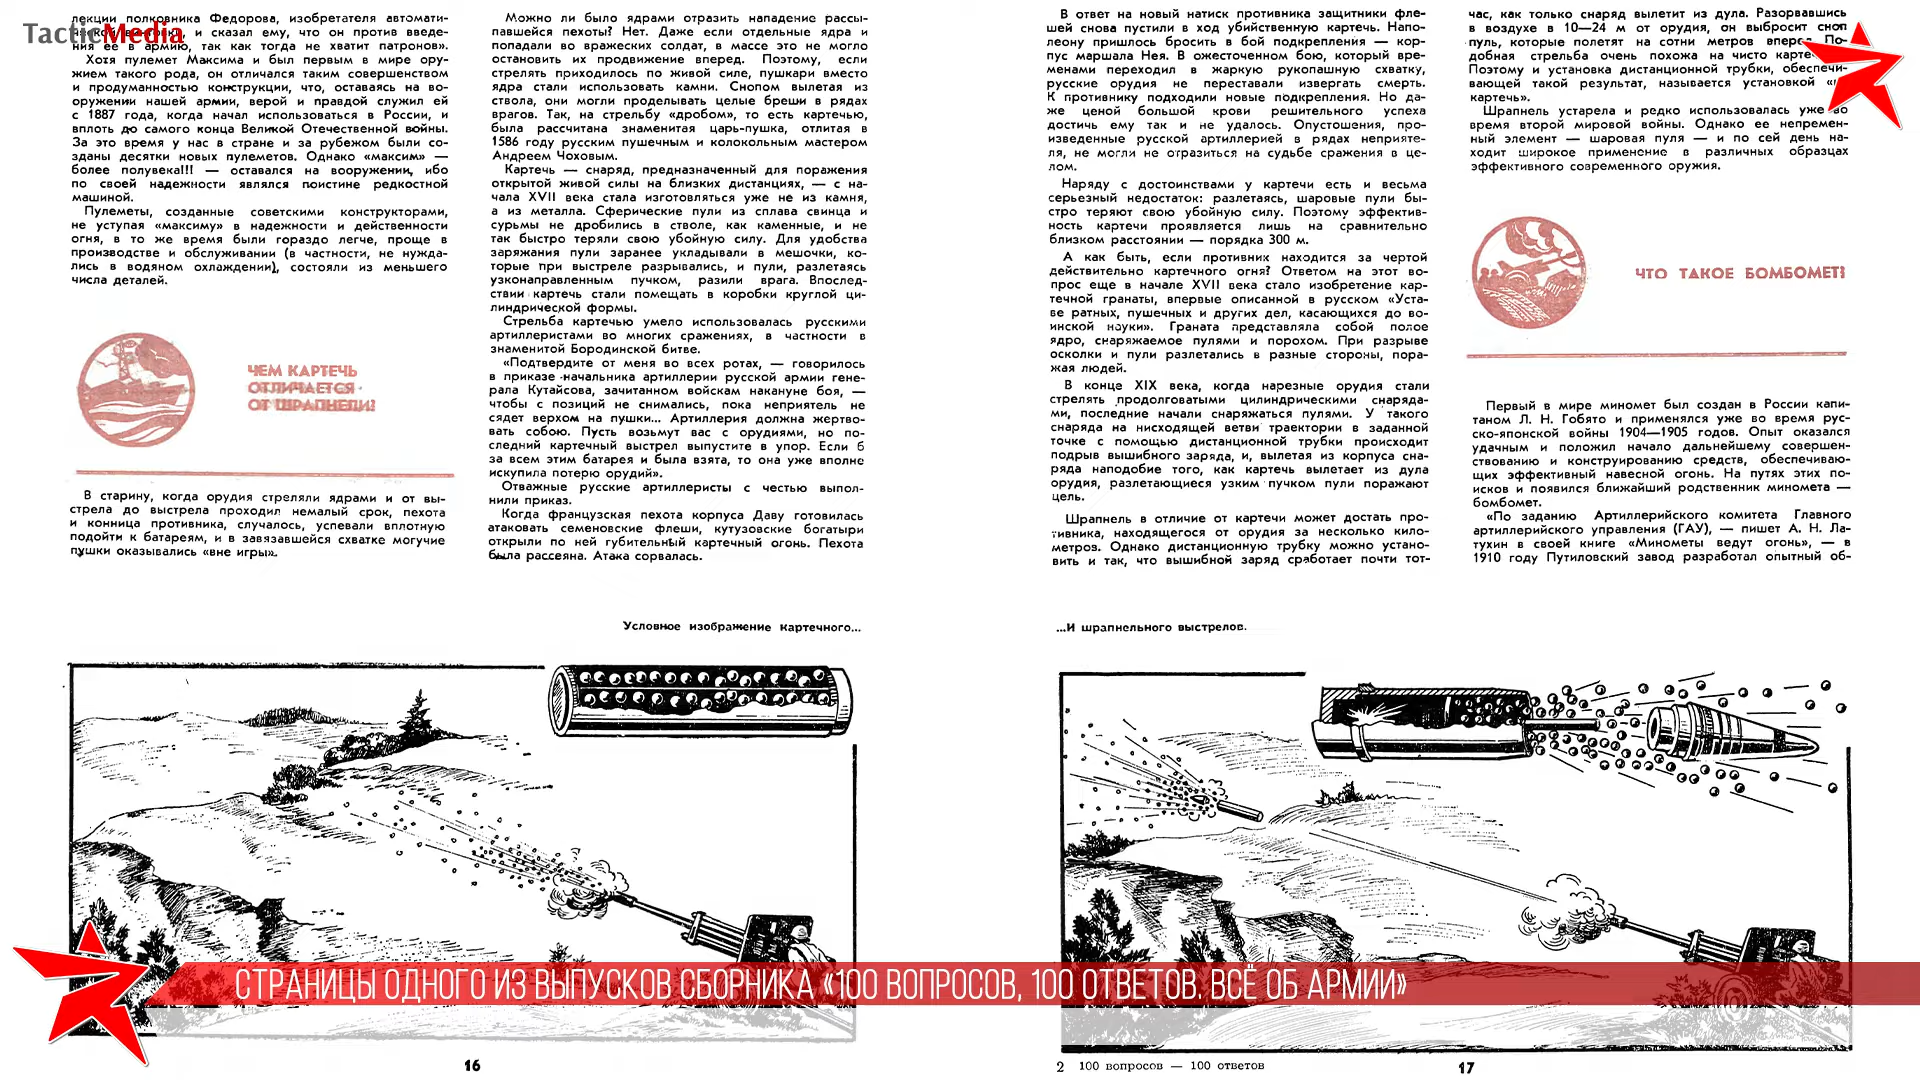 TacticMedia
лекции полковника Федорова, изобретателя автомати-
и сказал ему, что он против введе-
ния ее в армию, так как тогда не хватит патронов».
Хотя пулемет Максима и был первым в мире ору-
жием такого рода, он отличался таким совершенством
и продуманностью конструкции, что, оставаясь на во-
оружении нашей армии, верой и правдой служил ей
с 1887 года, когда начал использоваться в России, и
вплоть до самого конца Великой Отечественной войны.
За это время у нас в стране и за рубежом были со-
зданы десятки новых пулеметов. Однако «максим» —
более полувека!!! — оставался на вооружении, ибо
по своей надежности являлся поистине редкостной
машиной.
Пулеметы, созданные советскими конструкторами,
не уступая «максиму» в надежности и действенности
огня, в то же время были гораздо легче, проще в
производстве и обслуживании (в частности, не нужда-
лись в водяном охлаждении), состояли из меньшего
числа деталей.
ЧЕМ КАРТЕЧЬ
ОТЛИЧАЕТСЯ
ОТ ШРАПНЕЛИ?
В старину, когда орудия стреляли ядрами и от вы-
стрела до выстрела проходил немалый срок, пехота
и конница противника, случалось, успевали вплотную
подойти к батареям, и в завязавшейся схватке могучие
пушки оказывались «вне игры».
Можно ли было ядрами отразить нападение рассы-
павшейся пехоты? Нет. Даже если отдельные ядра и
попадали во вражеских солдат, в массе это не могло
остановить их продвижение вперед. Поэтому, если
стрелять приходилось по живой силе, пушкари вместо
ядра стали использовать камни. Снопом вылетая из
ствола, они могли проделывать целые бреши в рядах
врагов. Так, на стрельбу «дробом», то есть картечью,
была рассчитана знаменитая царь-пушка, отлитая в
1586 году русским пушечным и колокольным мастером
Андреем Чоховым.
Картечь — снаряд, предназначенный для поражения
открытой живой силы на близких дистанциях, — с на-
чала XVII века стала изготовляться уже не из камня,
а из металла. Сферические пули из сплава свинца и
сурьмы не дробились в стволе, как каменные, и не
так быстро теряли свою убойную силу. Для удобства
заряжания пули заранее укладывали в мешочки, ко-
торые при выстреле разрывались, и пули, разлетаясь
узконаправленным пучком, разили врага. Впослед-
ствии картечь стали помещать в коробки круглой ци-
линдрической формы.
Стрельба картечью умело использовалась русскими
артиллеристами во многих сражениях, в частности в
знаменитой Бородинской битве.
«Подтвердите от меня во всех ротах, — говорилось
в приказе начальника артиллерии русской армии гене-
рала Кутайсова, зачитанном войскам накануне боя, —
чтобы с позиций не снимались, пока неприятель не
сядет верхом на пушки... Артиллерия должна жертво-
вать собою. Пусть возьмут вас с орудиями, но по-
следний картечный выстрел выпустите в упор. Если б
за всем этим батарея и была взята, то она уже вполне
искупила потерю орудий».
Отважные русские артиллеристы с честью выпол-
нили приказ.
Когда французская пехота корпуса Даву готовилась
атаковать семеновские флеши, кутузовские богатыри
открыли по ней губительный картечный огонь. Пехота
была рассеяна. Атака сорвалась.
Условное изображение картечного...
16
В ответ на новый натиск противника защитники фле-
шей снова пустили в ход убийственную картечь. Напо-
леону пришлось бросить в бой подкрепления — кор-
пус маршала Нея. В ожесточенном бою, который вре-
менами переходил в жаркую рукопашную схватку,
русские орудия не переставали извергать смерть.
К противнику подходили новые подкрепления. Но да-
же ценой большой крови решительного успеха
достичь ему так и не удалось. Опустошения, про-
изведенные русской артиллерией в рядах неприяте-
ля, не могли не отразиться на судьбе сражения в це-
лом.
Наряду с достоинствами у картечи есть и весьма
серьезный недостаток: разлетаясь, шаровые пули бы-
стро теряют свою убойную силу. Поэтому эффектив-
ность картечи проявляется лишь на сравнительно
близком расстоянии — порядка 300 м.
А как быть, если противник находится за чертой
действительно картечного огня? Ответом на этот во-
прос еще в начале XVII века стало изобретение кар-
течной гранаты, впервые описанной в русском «Уста-
ве ратных, пушечных и других дел, касающихся до во-
инской науки». Граната представляла собой полое
ядро, снаряжаемое пулями и порохом. При разрыве
осколки и пули разлетались в разные стороны, пора-
жая людей.
В конце XIX века, когда нарезные орудия стали
стрелять продолговатыми цилиндрическими снаряда-
ми, последние начали снаряжаться пулями. У такого
снаряда на нисходящей ветви траектории в заданной
точке с помощью дистанционной трубки происходит
подрыв вышибного заряда, и, вылетая из корпуса сна-
ряда наподобие того, как картечь вылетает из дула
орудия, разлетающиеся узким пучком пули поражают
цель.
Шрапнель в отличие от картечи может достать про-
тивника, находящегося от орудия за несколько кило-
метров. Однако дистанционную трубку можно устано-
вить и так, что вышибной заряд сработает почти тот-
час, как только снаряд вылетит из дула. Разорвавшись
в воздухе в 10—24 м от орудия, он выбросит сноп
пуль, которые полетят на сотни метров вперед. По-
добная стрельба очень похожа на чисто
Поэтому и установка дистанционной трубки, обеспечи-
вающей такой результат, называется установкой
картечь».
Шрапнель устарела и редко использовалась уже во
время второй мировой войны. Однако ее непремен-
ный элемент — шаровая пуля — и по сей день на-
ходит широкое применение в различных образцах
эффективного современного оружия.
ЧТО ТАКОЕ БОМБОМЕТ?
Первый в мире миномет был создан в России капи-
таном Л. Н. Гобято и применялся уже во время рус-
ско-японской войны 1904—1905 годов. Опыт оказался
удачным и положил начало дальнейшему совершен-
ствованию и конструированию средств, обеспечиваю-
щих эффективный навесной огонь. На путях этих по-
исков и появился ближайший родственник миномета —
бомбомет.
«По заданию Артиллерийского комитета Главного
артиллерийского управления (ГАУ), — пишет А. Н. Ла-
тухин в своей книге «Минометы ведут огонь», — в
1910 году Путиловский завод разработал опытный об-
...И шрапнельного выстрелов.
2 100 вопросов — 100 ответов
17
СТРАНИЦЫ ОДНОГО ИЗ ВЫПУСКОВ СБОРНИКА «100 ВОПРОСОВ, 100 ОТВЕТОВ, ВСЁ ОБ АРМИИ»